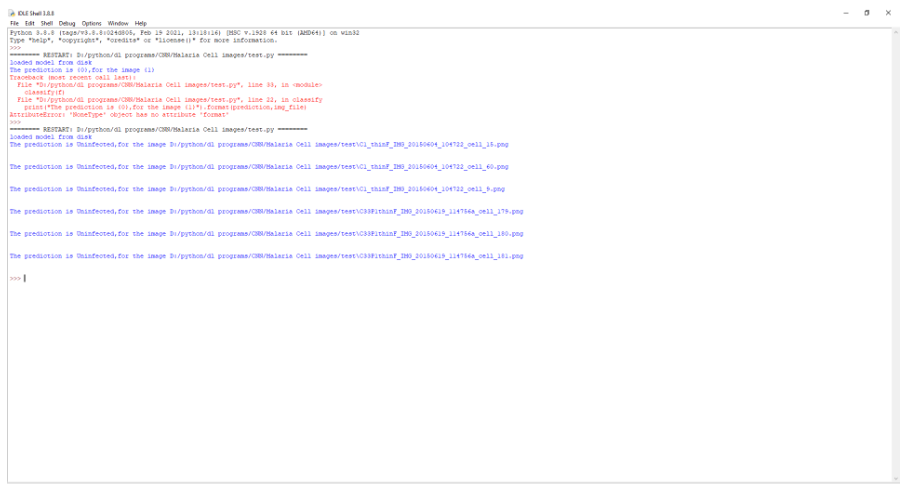 IDLE Shell 3.8.8
File Edit Shell Debug Options Window Help
Python 3.8.8 (tags/v3.8.8:024d805, Feb 19 2021, 13:18:16) [MSC v.1928 64 bit (AMD64)] on win32
Type "help", "copyright", "credits" or "license()" for more information.
>>>
======== RESTART: D:/python/dl programs/CNN/Malaria Cell images/test.py ========
loaded model from disk
The prediction is {0},for the image {1}
Traceback (most recent call last):
File "D:/python/dl programs/CNN/Malaria Cell images/test.py", line 33, in <module>
classify(f)
File "D:/python/dl programs/CNN/Malaria Cell images/test.py", line 22, in classify
print("The prediction is {0},for the image {1}").format(prediction,img_file)
AttributeError: 'NoneType' object has no attribute 'format'
>>>
======== RESTART: D:/python/dl programs/CNN/Malaria Cell images/test.py ========
loaded model from disk
The prediction is Uninfected,for the image D:/python/dl programs/CNN/Malaria Cell images/test\C1_thinF_IMG_20150604_104722_cell_15.png
The prediction is Uninfected,for the image D:/python/dl programs/CNN/Malaria Cell images/test\C1_thinF_IMG_20150604_104722_cell_60.png
The prediction is Uninfected,for the image D:/python/dl programs/CNN/Malaria Cell images/test\C1_thinF_IMG_20150604_104722_cell_9.png
The prediction is Uninfected,for the image D:/python/dl programs/CNN/Malaria Cell images/test\C33P1thinF_IMG_20150619_114756a_cell_179.png
The prediction is Uninfected,for the image D:/python/dl programs/CNN/Malaria Cell images/test\C33P1thinF_IMG_20150619_114756a_cell_180.png
The prediction is Uninfected,for the image D:/python/dl programs/CNN/Malaria Cell images/test\C33P1thinF_IMG_20150619_114756a_cell_181.png
>>>